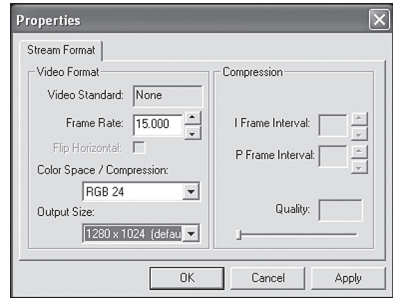 Properties
Stream Format
Video Format
Video Standard: None
Frame Rate: 15.000
Flip Horizontal:
Color Space / Compression:
RGB 24
Output Size:
1280 x 1024 (defau
Compression
I Frame Interval:
P Frame Interval:
Quality:
OK Cancel Apply